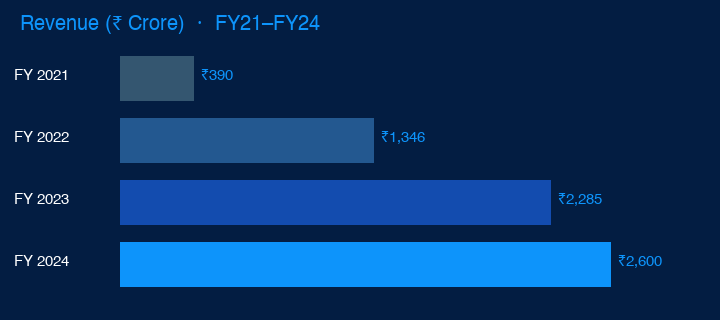 Revenue (₹ Crore) · FY21–FY24
FY 2021 ₹390
FY 2022 ₹1,346
FY 2023 ₹2,285
FY 2024 ₹2,600